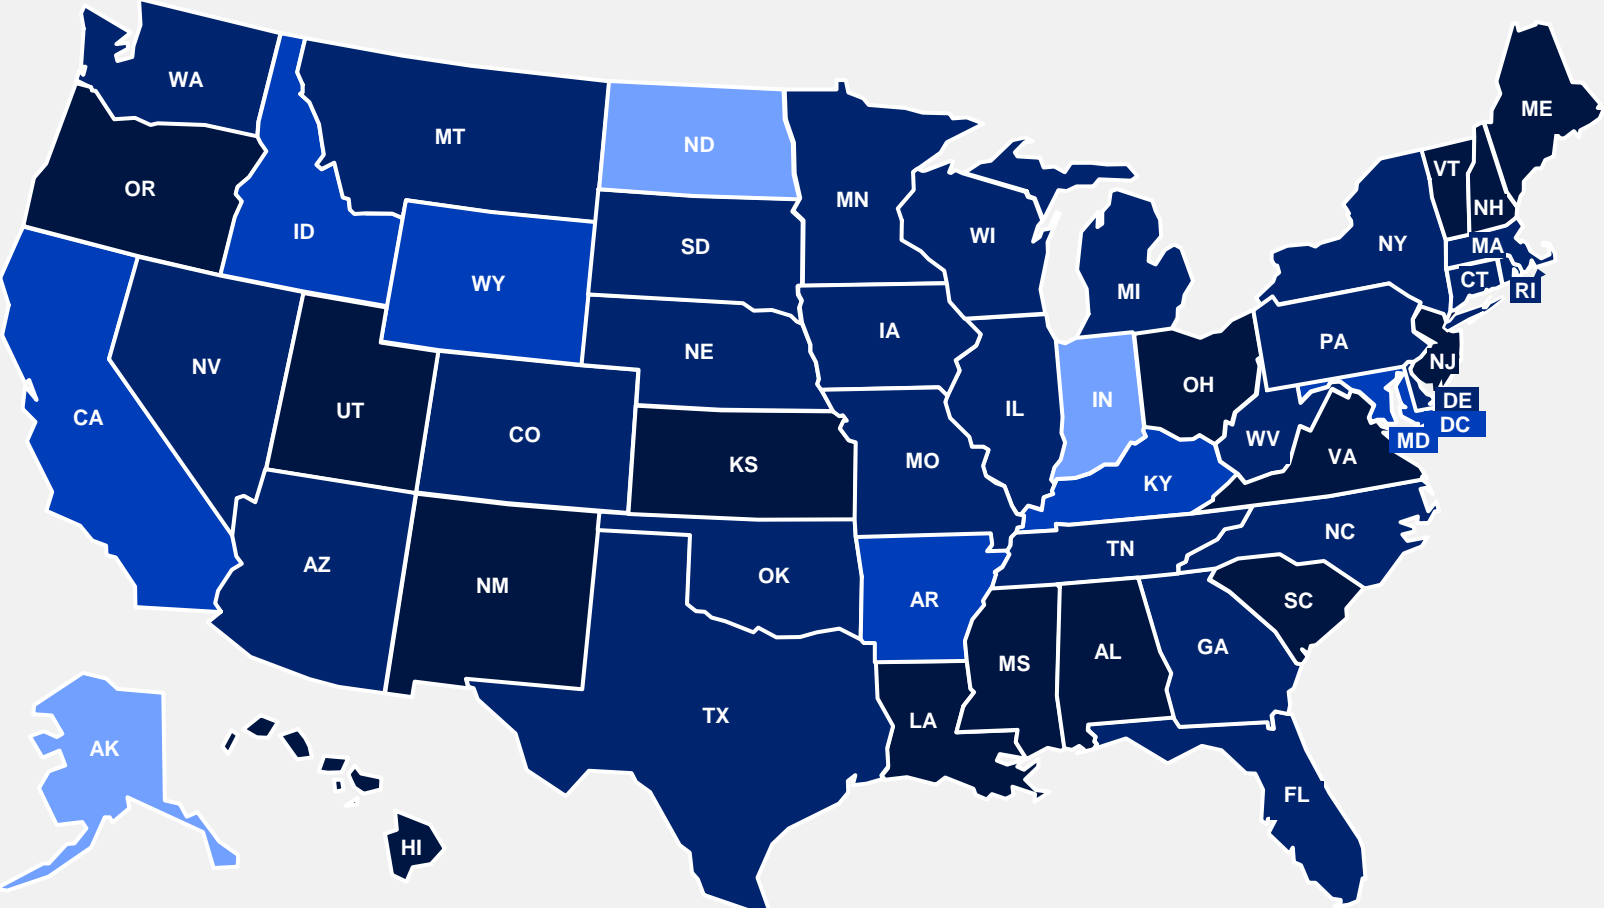 WA
MT
ND
ME
OR
ID
MN
VT
NH
SD
WI
NY
MA
WY
MI
CT
RI
IA
PA
NE
NV
NJ
OH
UT
CA
CO
IL
IN
DE
DC
MD
KS
MO
WV
VA
KY
NC
TN
AZ
OK
NM
AR
SC
GA
MS
AL
TX
LA
AK
FL
HI